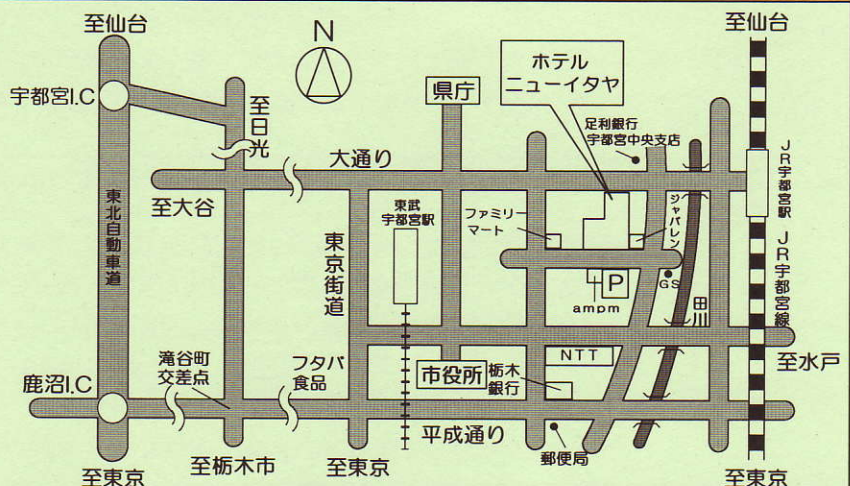 至仙台
N
至仙台
宇都宮I.C
至日光
県庁
ホテル
ニューイタヤ
足利銀行
宇都宮中央支店
大通り
JR宇都宮駅
至大谷
東北自動車道
東京街道
東武
宇都宮駅
ファミリー
マート
ジャパレン
JR宇都宮線
P
GS
ampm
田川
滝谷町
交差点
フタバ
食品
市役所
栃木
銀行
NTT
至水戸
鹿沼I.C
平成通り
郵便局
至東京
至栃木市
至東京
至東京